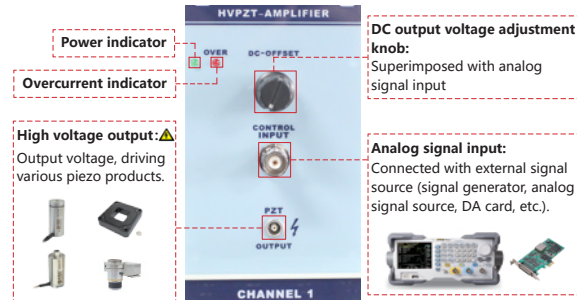 HVPZT-AMPLIFIER
Power indicator
OVER
DC-OFFSET
Overcurrent indicator
DC output voltage adjustment
knob:
Superimposed with analog
signal input
CONTROL
INPUT
High voltage output:
Output voltage, driving
various piezo products.
Analog signal input:
Connected with external signal
source (signal generator, analog
signal source, DA card, etc.).
PZT
OUTPUT
CHANNEL 1